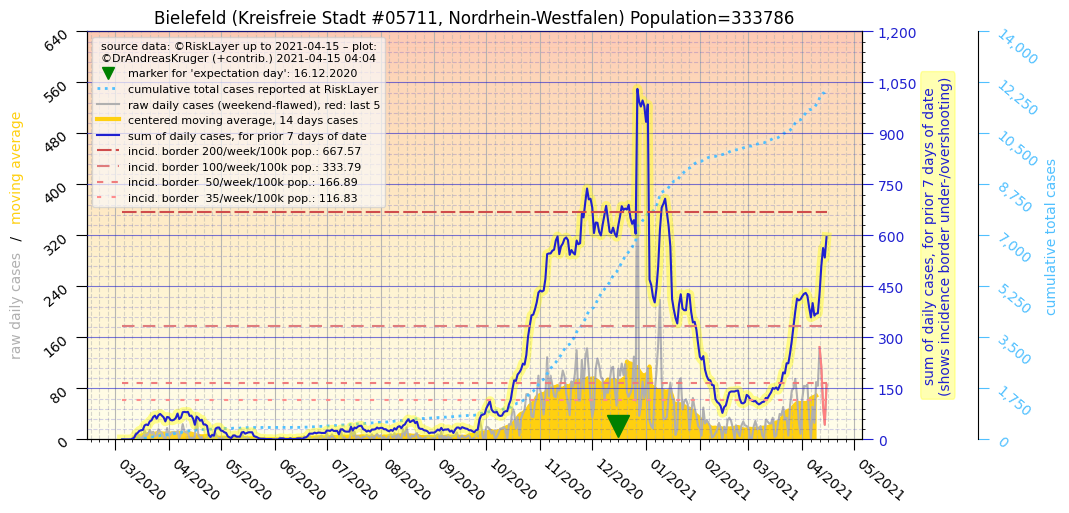 Bielefeld (Kreisfreie Stadt #05711, Nordrhein-Westfalen) Population=333786
source data: ©RiskLayer up to 2021-04-15 – plot:
©DrAndreasKruger (+contrib.) 2021-04-15 04:04
marker for 'expectation day': 16.12.2020
cumulative total cases reported at RiskLayer
raw daily cases (weekend-flawed), red: last 5
centered moving average, 14 days cases
sum of daily cases, for prior 7 days of date
incid. border 200/week/100k pop.: 667.57
incid. border 100/week/100k pop.: 333.79
incid. border  50/week/100k pop.: 166.89
incid. border  35/week/100k pop.: 116.83
raw daily cases  /  moving average
640
560
480
400
320
240
160
80
0
03/2020
04/2020
05/2020
06/2020
07/2020
08/2020
09/2020
10/2020
11/2020
12/2020
01/2021
02/2021
03/2021
04/2021
05/2021
1,200
1,050
900
750
600
450
300
150
0
sum of daily cases, for prior 7 days of date
(shows incidence border under-/overshooting)
14,000
12,250
10,500
8,750
7,000
5,250
3,500
1,750
0
cumulative total cases